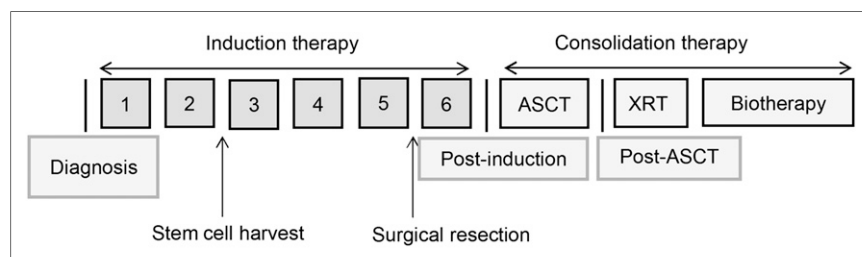 Induction therapy
Consolidation therapy
1 2 3 4 5 6 ASCT XRT Biotherapy
Diagnosis Post-induction Post-ASCT
Stem cell harvest Surgical resection